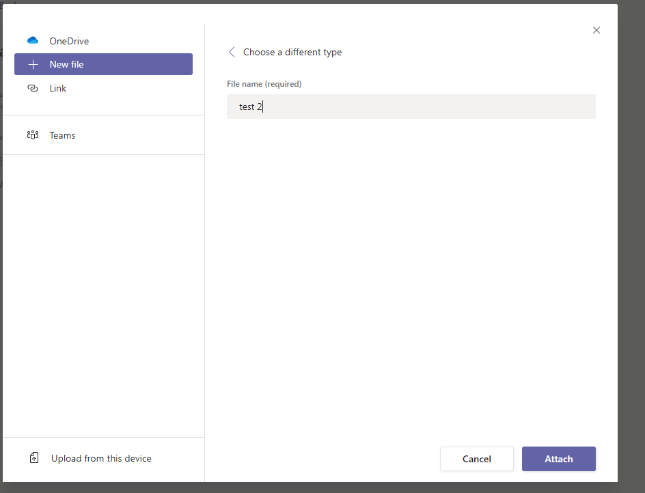 OneDrive
New file
Link
Teams
Upload from this device
Choose a different type
File name (required)
test 2
Cancel
Attach